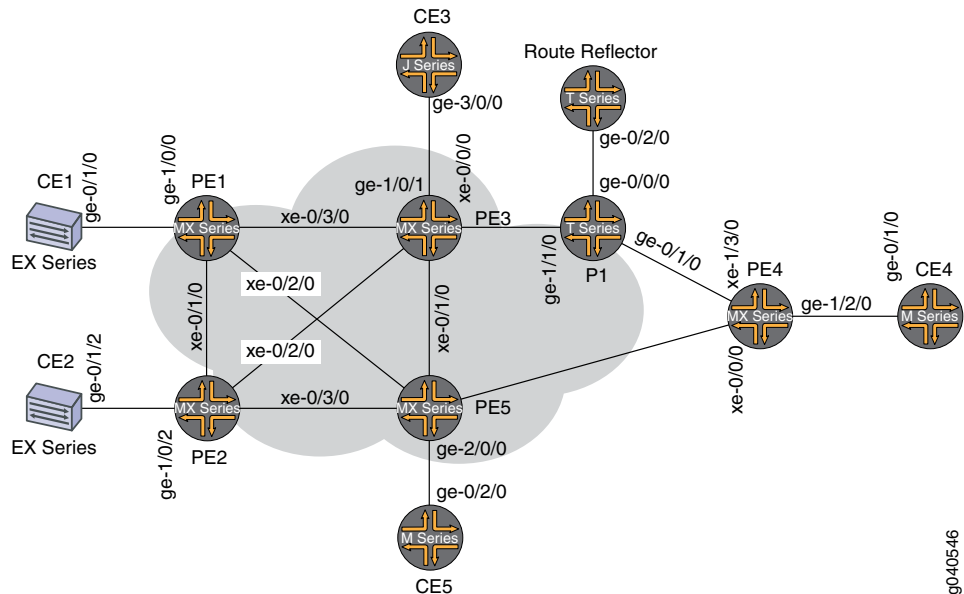 CE3
J Series
ge-3/0/0
Route Reflector
T Series
ge-0/2/0
ge-0/0/0
CE1
ge-0/1/0
EX Series
ge-1/0/0
PE1
MX Series
xe-0/3/0
ge-1/0/1
xe-0/0/0
MX Series
PE3
ge-1/1/0
T Series
P1
ge-0/1/0
xe-1/3/0
PE4
MX Series
xe-0/0/0
ge-1/2/0
ge-0/1/0
CE4
M Series
xe-0/1/0
xe-0/2/0
xe-0/2/0
xe-0/1/0
CE2
ge-0/1/2
EX Series
ge-1/0/2
MX Series
PE2
xe-0/3/0
MX Series
PE5
ge-2/0/0
ge-0/2/0
M Series
CE5
g040546